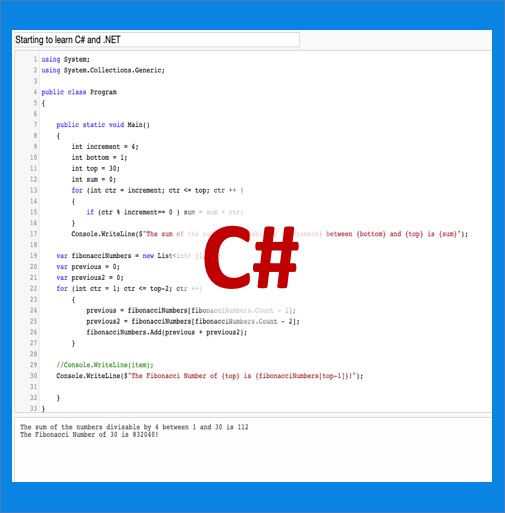 Starting to learn C# and .NET
1 using System;
2 using System.Collections.Generic;
3
4 public class Program
5 {
6
7 public static void Main()
8 {
9 int increment = 4;
10 int bottom = 1;
11 int top = 30;
12 int sum = 0;
13 for (int ctr = increment; ctr <= top; ctr ++ )
14 {
15 if (ctr % increment== 0 ) sum = sum + ctr;
16 }
17 Console.WriteLine($"The sum of the between {bottom} and {top} is {sum}");
18
19 var fibonacciNumbers = new List<int>
20 var previous = 0;
21 var previous2 = 0;
22 for (int ctr = 1; ctr <= top-2; ctr ++)
23 {
24 previous = fibonacciNumbers[fibonacciNumbers.Count - 1];
25 previous2 = fibonacciNumbers[fibonacciNumbers.Count - 2];
26 fibonacciNumbers.Add(previous + previous2);
27 }
28
29 //Console.WriteLine(item);
30 Console.WriteLine($"The Fibonacci Number of {top} is {fibonacciNumbers[top-1]}!");
31
32 }
33 }
C#
The sum of the numbers divisable by 4 between 1 and 30 is 112
The Fibonacci Number of 30 is 832040!